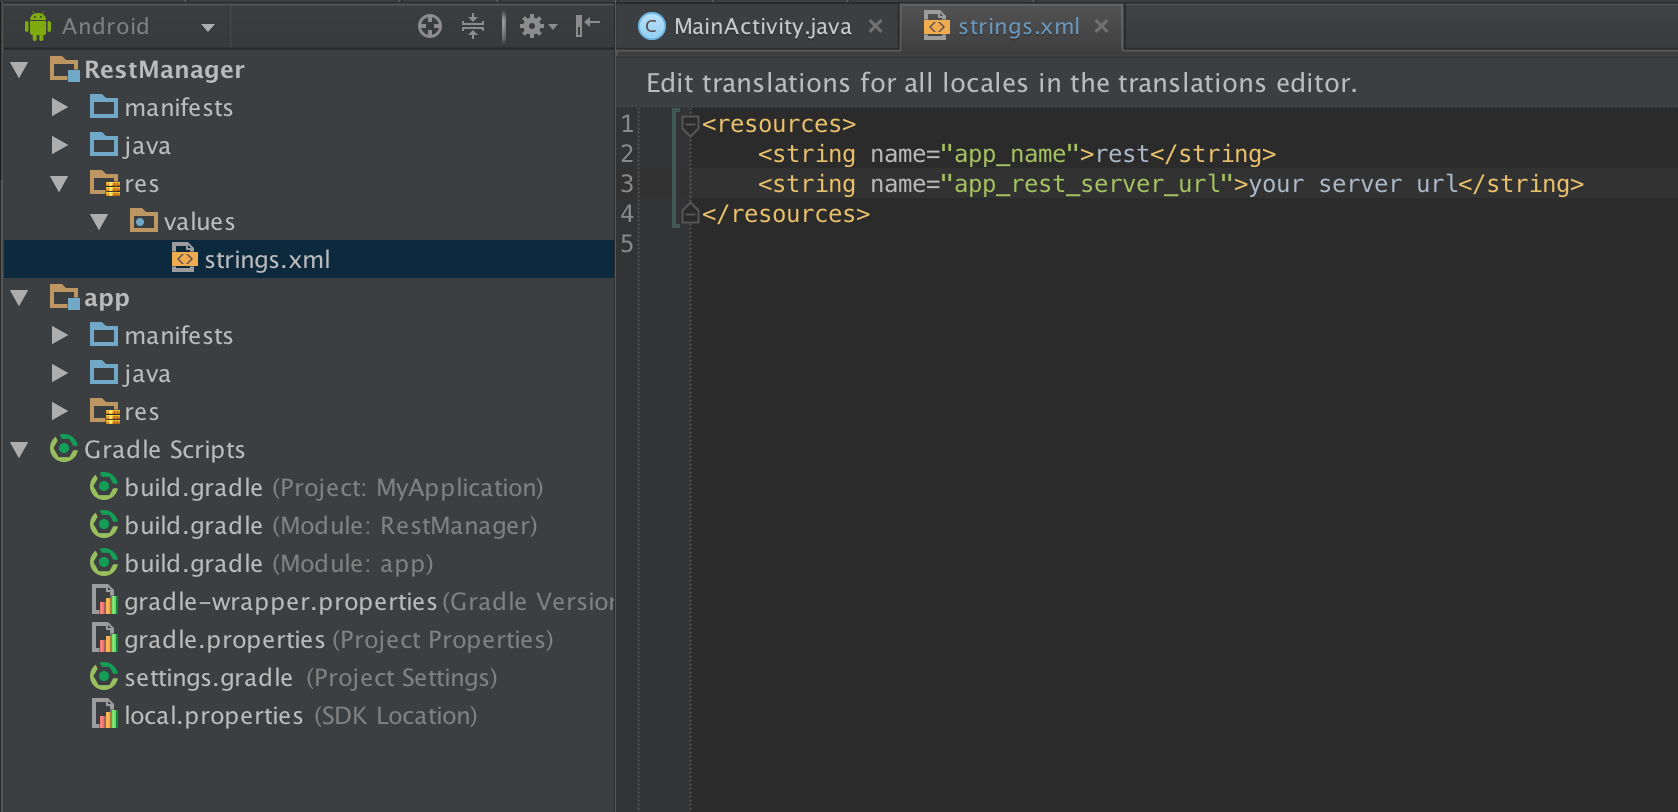 Android
RestManager
manifests
java
res
values
strings.xml
app
manifests
java
res
Gradle Scripts
build.gradle (Project: MyApplication)
build.gradle (Module: RestManager)
build.gradle (Module: app)
gradle-wrapper.properties (Gradle Version
gradle.properties (Project Properties)
settings.gradle (Project Settings)
local.properties (SDK Location)
C MainActivity.java strings.xml
Edit translations for all locales in the translations editor.
1 <resources>
2 <string name="app_name">rest</string>
3 <string name="app_rest_server_url">your server url</string>
4 </resources>
5